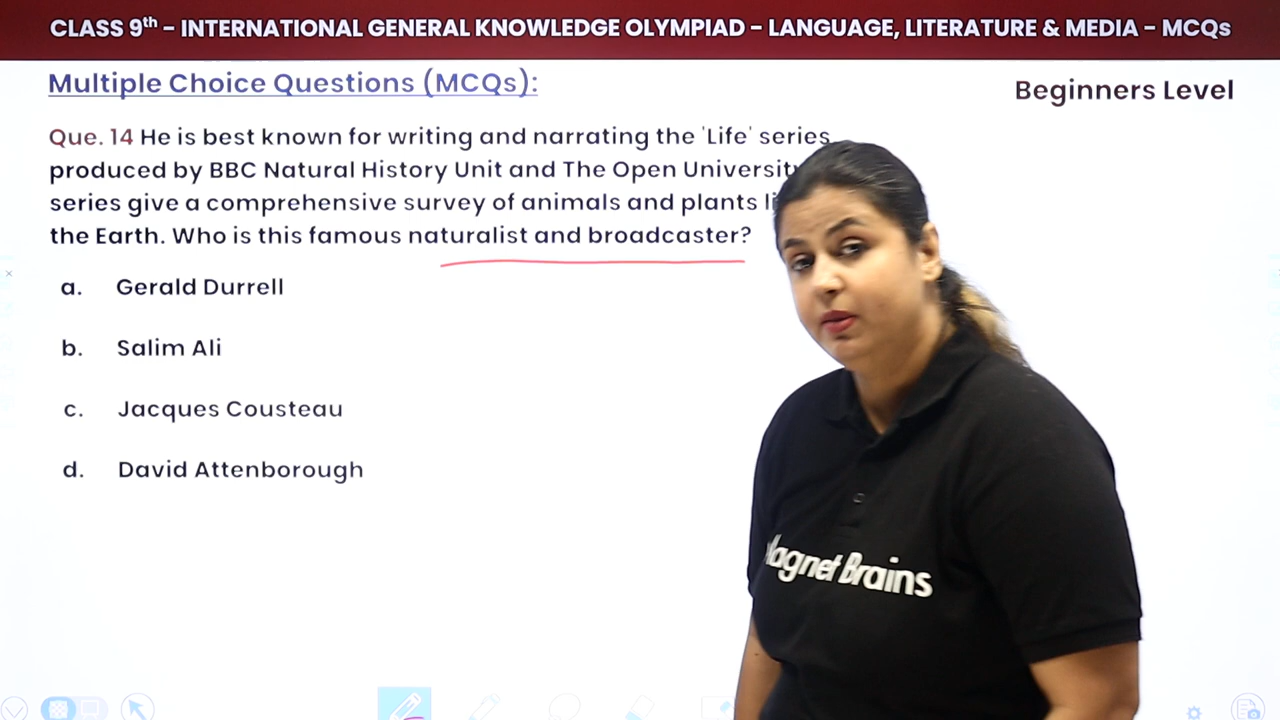 CLASS 9th – INTERNATIONAL GENERAL KNOWLEDGE OLYMPIAD – LANGUAGE, LITERATURE & MEDIA – MCQs
Multiple Choice Questions (MCQs):
Beginners Level
Que. 14 He is best known for writing and narrating the 'Life' series
produced by BBC Natural History Unit and The Open
series give a comprehensive survey of animals and plants
the Earth. Who is this famous naturalist and broadcaster?
a. Gerald Durrell
b. Salim Ali
c. Jacques Cousteau
d. David Attenborough
Magnet Brains